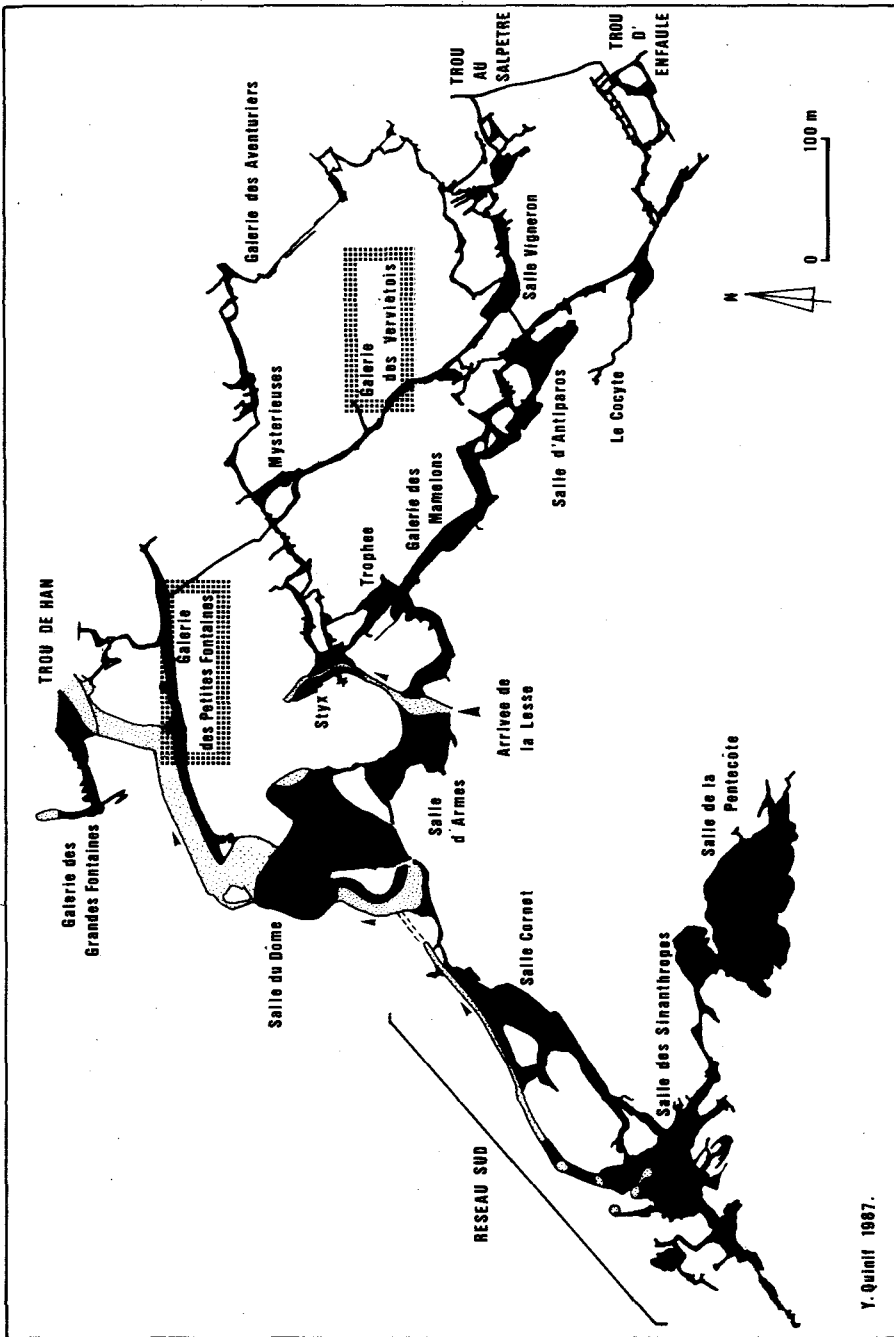 TROU DE HAN
Galerie des
Grandes Fontaines
Galerie
des Petites Fontaines
Mysterieuses
Galerie des Aventuriers
TROU
AU
SALPETRE
TROU
D'
ENFAULE
Galerie
des Verviétois
Salle Vigneron
Salle du Dôme
Styx
Trophee
Galerie des
Mamelons
Salle d'Antiparos
Le Cocyte
Arrivee de
la Lesse
Salle
d'Armes
Salle Cornet
RESEAU SUD
Salle des Sinanthropes
Salle de la
Pentecôte
N
0 100 m
Y. Quinif 1987.